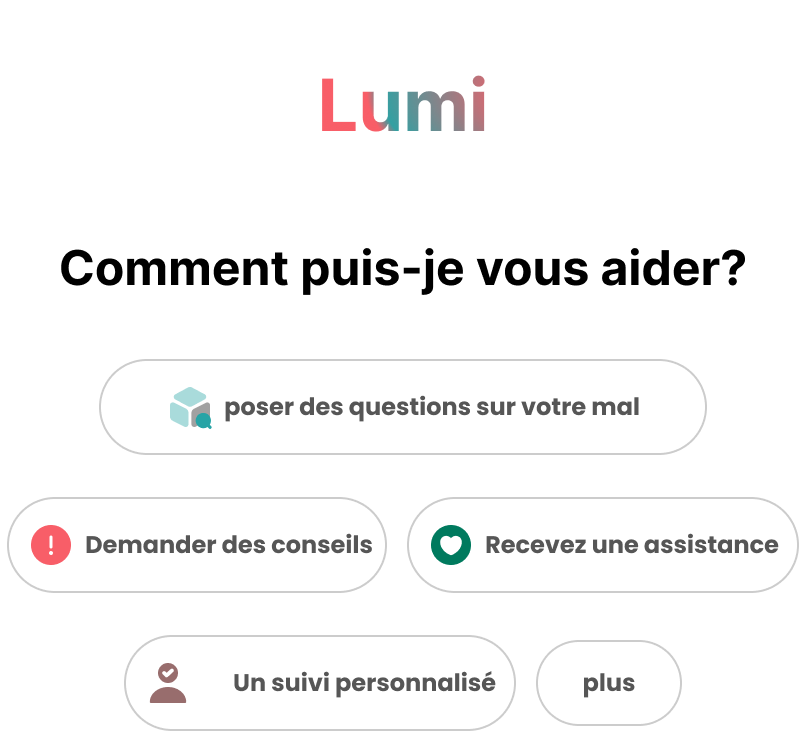 Lumi
Comment puis-je vous aider?
poser des questions sur votre mal
Demander des conseils
Recevez une assistance
Un suivi personnalisé
plus